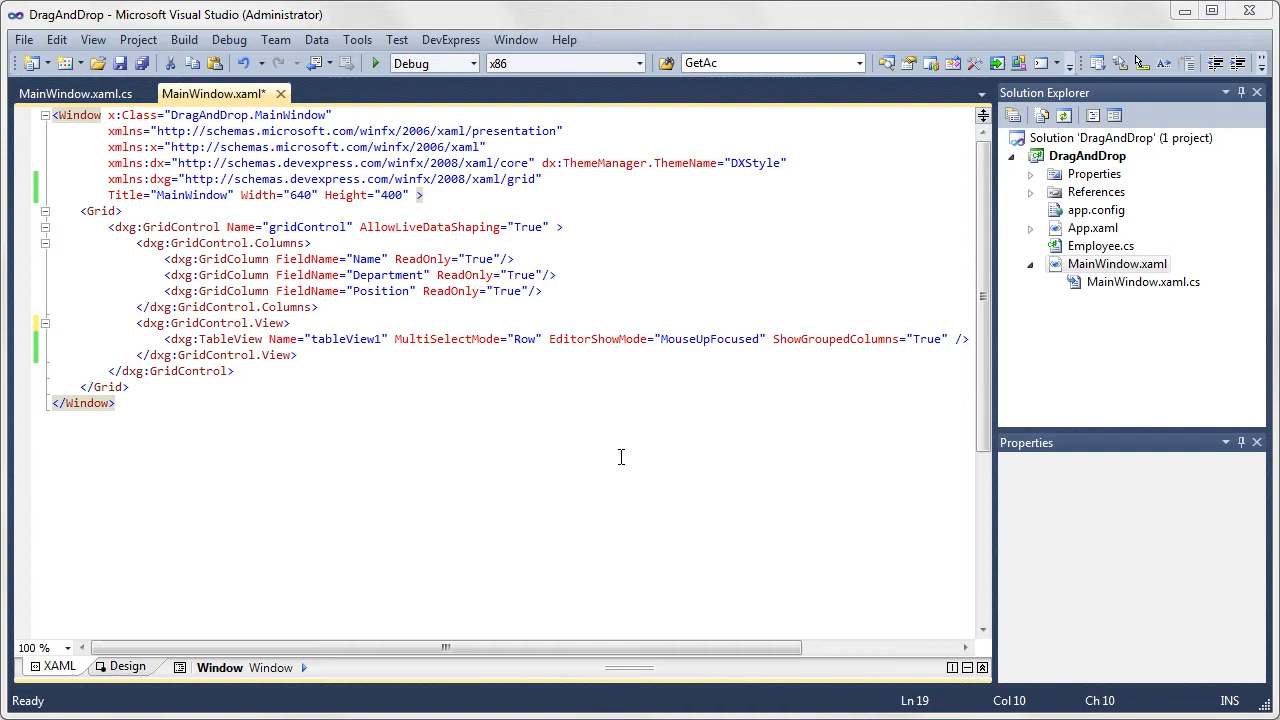 DragAndDrop - Microsoft Visual Studio (Administrator)
File Edit View Project Build Debug Team Data Tools Test DevExpress Window Help
Debug x86 GetAc
MainWindow.xaml.cs MainWindow.xaml*
<Window x:Class="DragAndDrop.MainWindow"
xmlns="http://schemas.microsoft.com/winfx/2006/xaml/presentation"
xmlns:x="http://schemas.microsoft.com/winfx/2006/xaml"
xmlns:dx="http://schemas.devexpress.com/winfx/2008/xaml/core" dx:ThemeManager.ThemeName="DXStyle"
xmlns:dxg="http://schemas.devexpress.com/winfx/2008/xaml/grid"
Title="MainWindow" Width="640" Height="400" >
<Grid>
<dxg:GridControl Name="gridControl" AllowLiveDataShaping="True" >
<dxg:GridControl.Columns>
<dxg:GridColumn FieldName="Name" ReadOnly="True"/>
<dxg:GridColumn FieldName="Department" ReadOnly="True"/>
<dxg:GridColumn FieldName="Position" ReadOnly="True"/>
</dxg:GridControl.Columns>
<dxg:GridControl.View>
<dxg:TableView Name="tableView1" MultiSelectMode="Row" EditorShowMode="MouseUpFocused" ShowGroupedColumns="True" />
</dxg:GridControl.View>
</dxg:GridControl>
</Grid>
</Window>
100 %
XAML Design Window Window
Solution Explorer
Solution 'DragAndDrop' (1 project)
DragAndDrop
Properties
References
app.config
App.xaml
Employee.cs
MainWindow.xaml
MainWindow.xaml.cs
Properties
Ready Ln 19 Col 10 Ch 10 INS